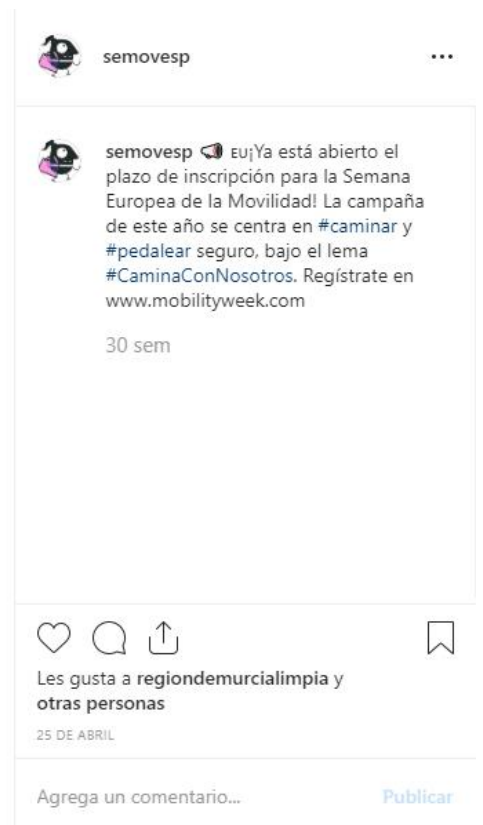 semovesp
semovesp 📢 EU¡Ya está abierto el
plazo de inscripción para la Semana
Europea de la Movilidad! La campaña
de este año se centra en #caminar y
#pedalear seguro, bajo el lema
#CaminaConNosotros. Regístrate en
www.mobilityweek.com
30 sem
Les gusta a regiondemurcialimpia y
otras personas
25 DE ABRIL
Agrega un comentario... Publicar